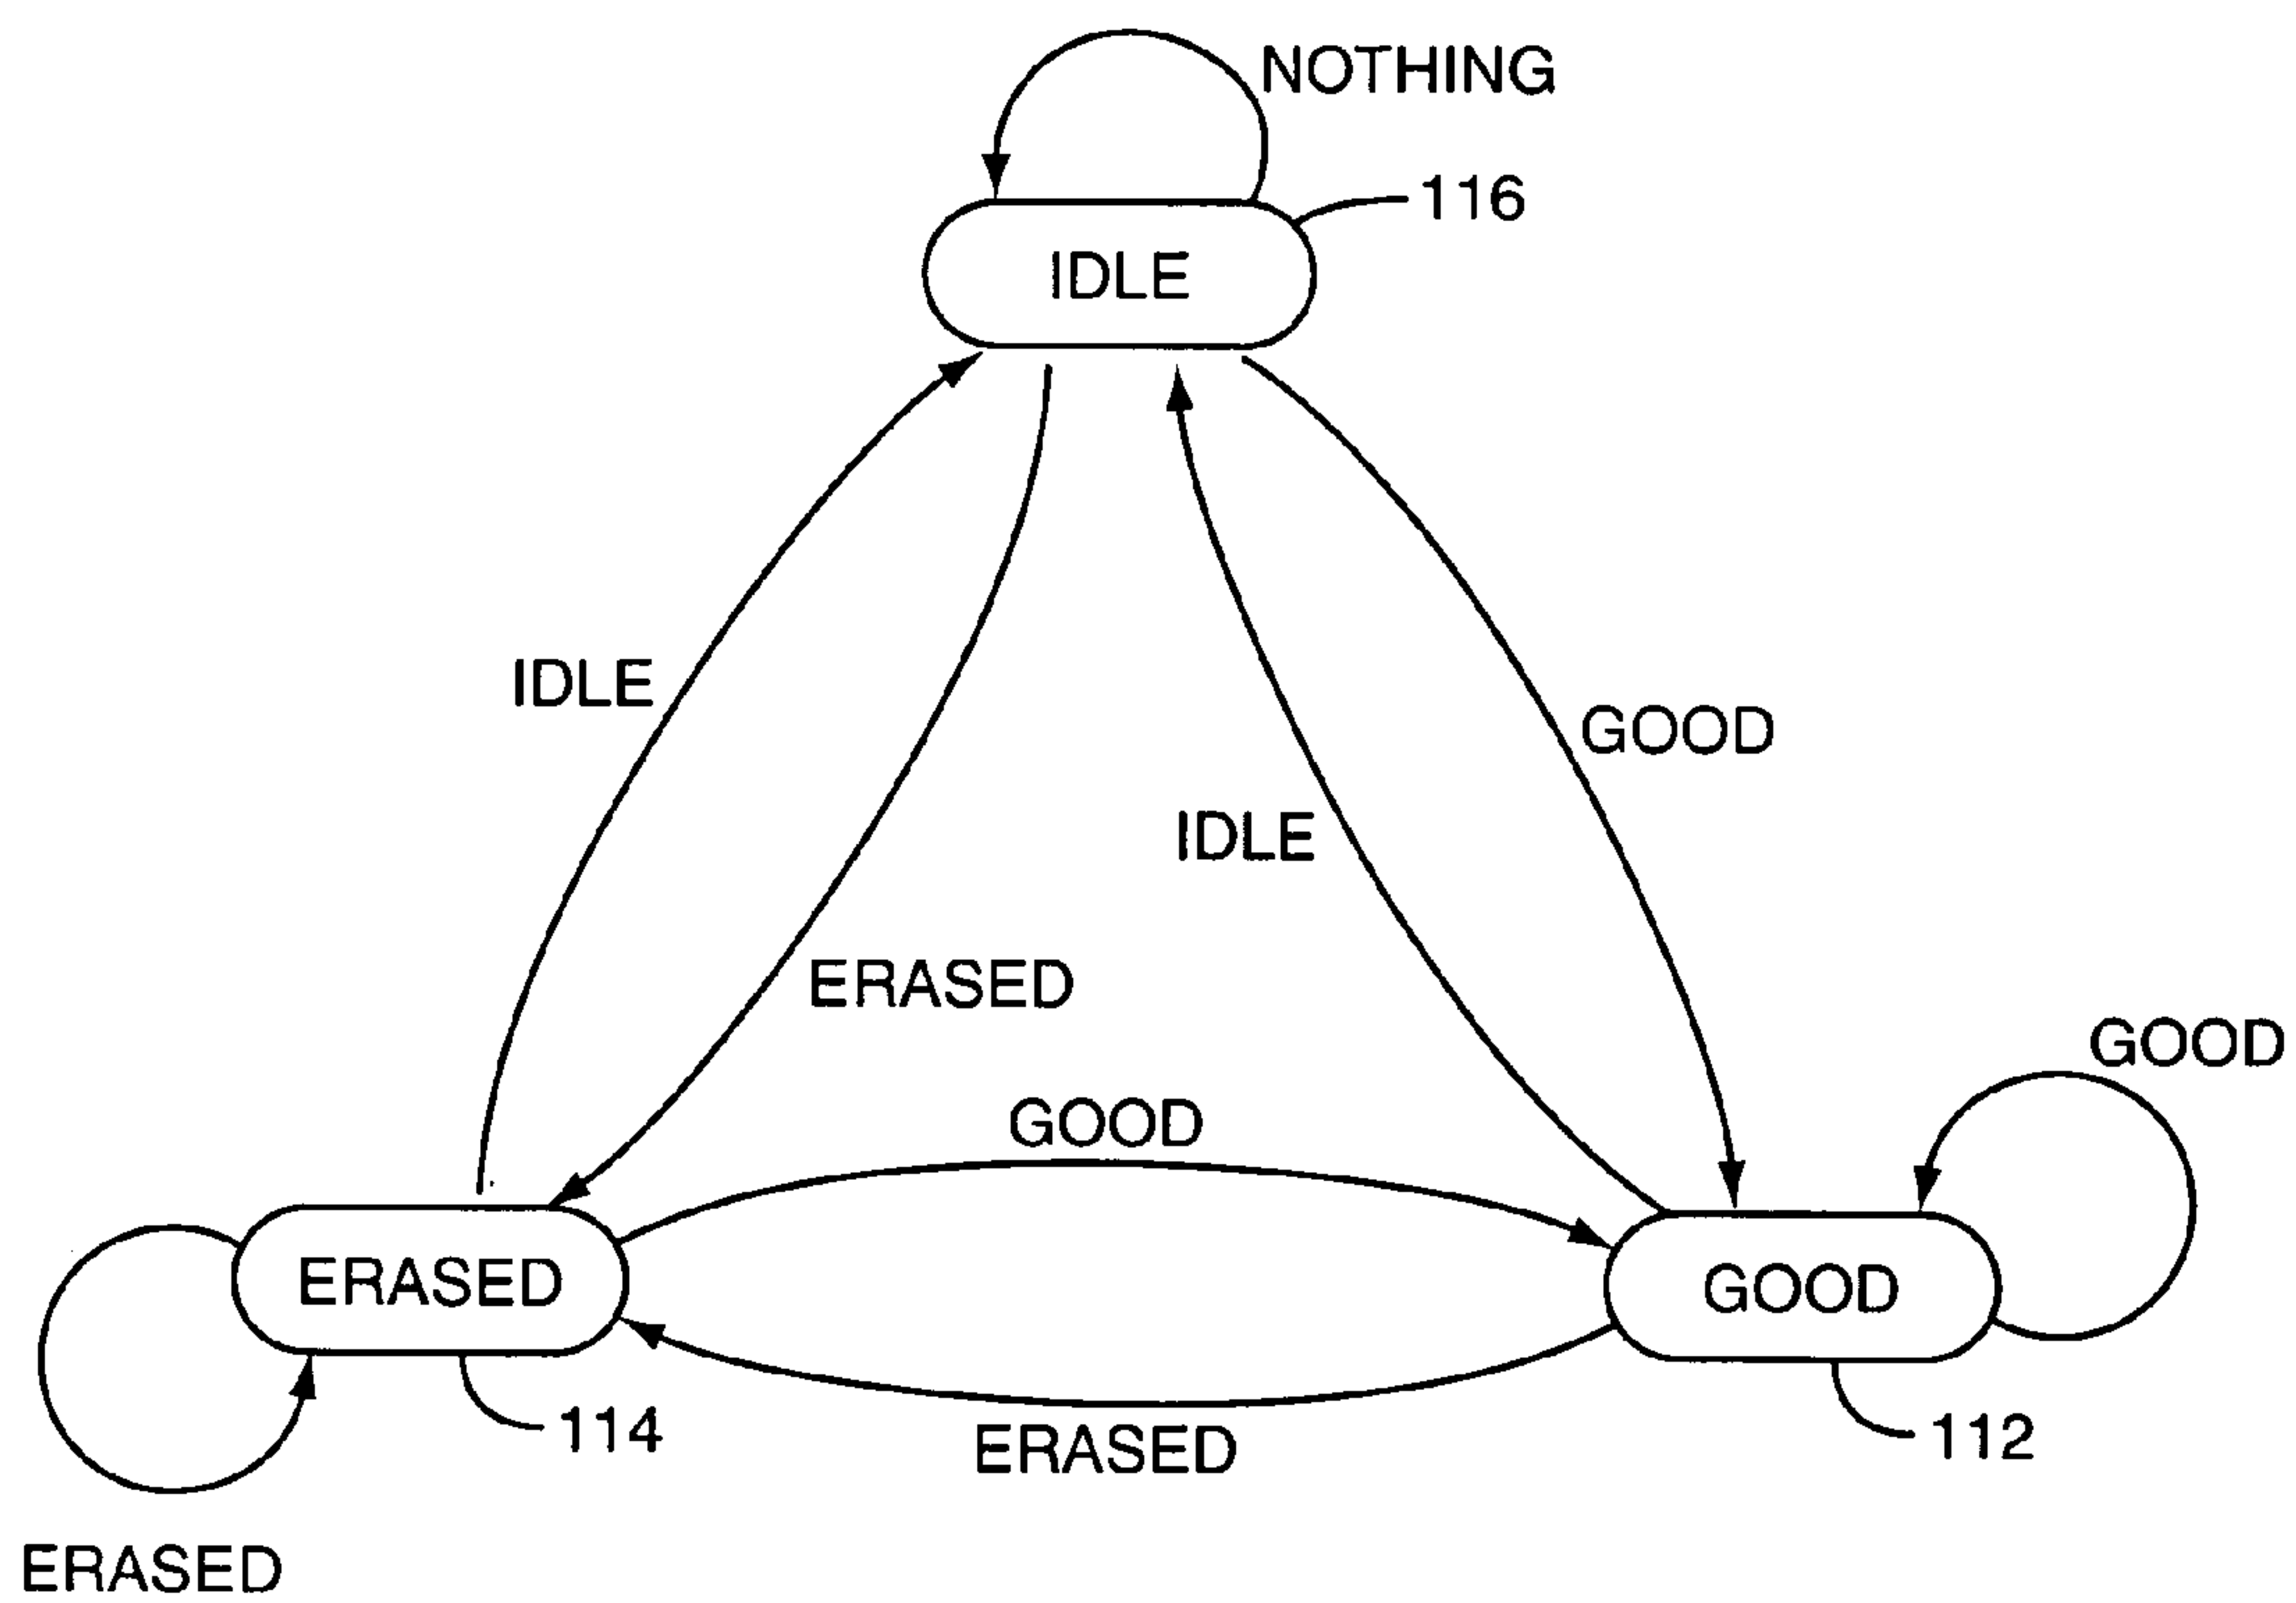 NOTHING
116
IDLE
IDLE
GOOD
IDLE
ERASED
GOOD
GOOD
ERASED
GOOD
114
112
ERASED
ERASED